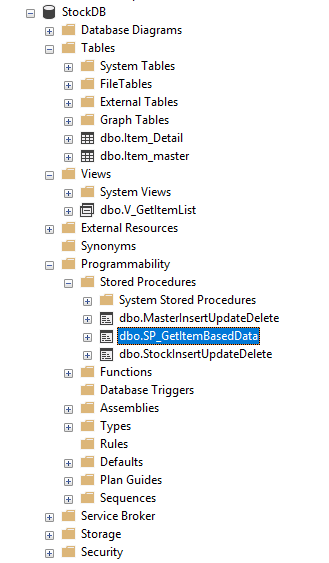 StockDB
Database Diagrams
Tables
System Tables
FileTables
External Tables
Graph Tables
dbo.Item_Detail
dbo.Item_master
Views
System Views
dbo.V_GetItemList
External Resources
Synonyms
Programmability
Stored Procedures
System Stored Procedures
dbo.MasterInsertUpdateDelete
dbo.SP_GetItemBasedData
dbo.StockInsertUpdateDelete
Functions
Database Triggers
Assemblies
Types
Rules
Defaults
Plan Guides
Sequences
Service Broker
Storage
Security